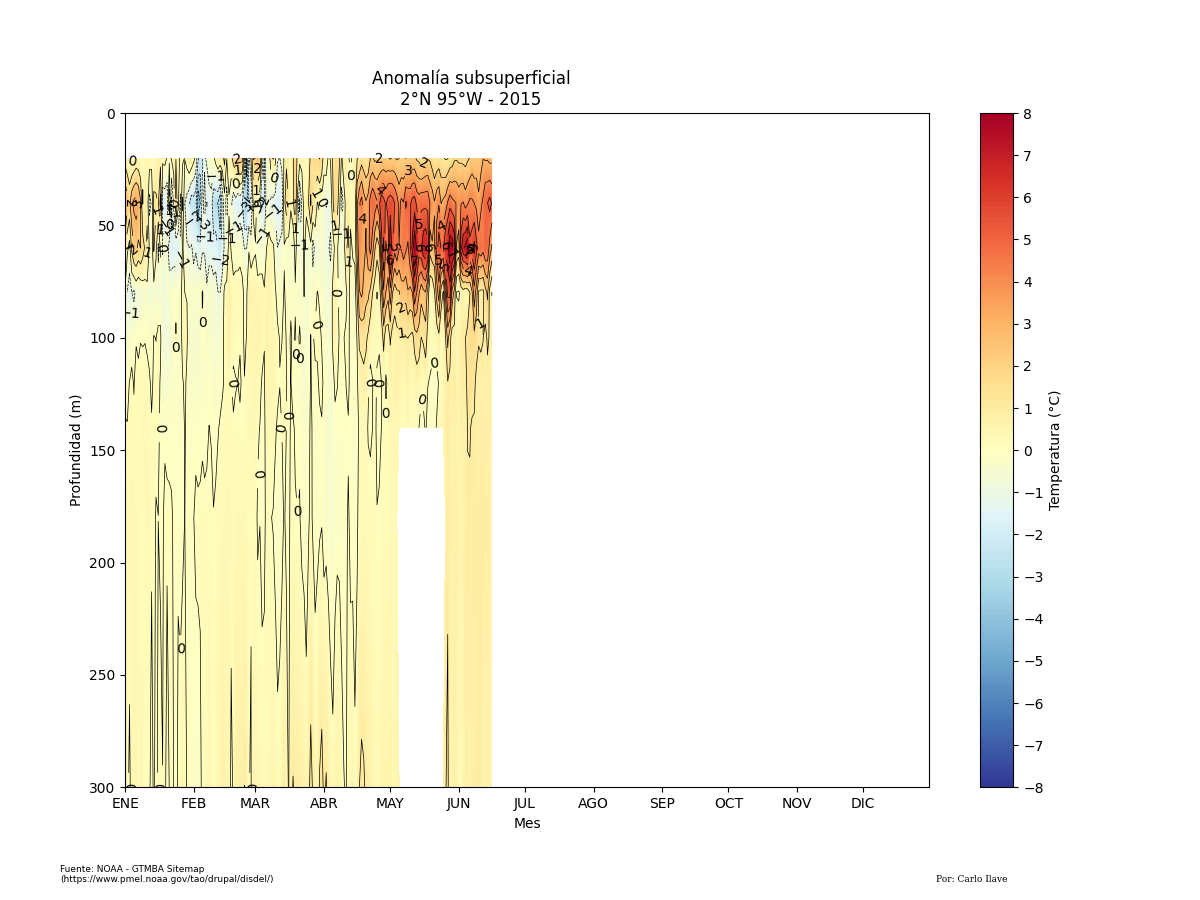 Anomalía subsuperficial
2°N 95°W - 2015
0
50
100
150
200
250
300
Profundidad (m)
ENE FEB MAR ABR MAY JUN JUL AGO SEP OCT NOV DIC
Mes
8
7
6
5
4
3
2
1
0
−1
−2
−3
−4
−5
−6
−7
−8
Temperatura (°C)
Fuente: NOAA - GTMBA Sitemap
(https://www.pmel.noaa.gov/tao/drupal/disdel/)
Por: Carlo Ilave